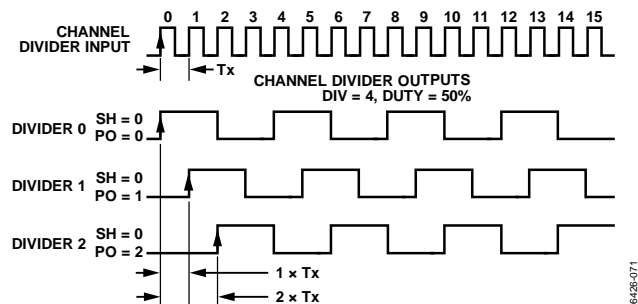 0 1 2 3 4 5 6 7 8 9 10 11 12 13 14 15
CHANNEL
DIVIDER INPUT
Tx
CHANNEL DIVIDER OUTPUTS
DIV = 4, DUTY = 50%
DIVIDER 0 SH = 0
PO = 0
DIVIDER 1 SH = 0
PO = 1
DIVIDER 2 SH = 0
PO = 2
1 × Tx
2 × Tx
6426-071